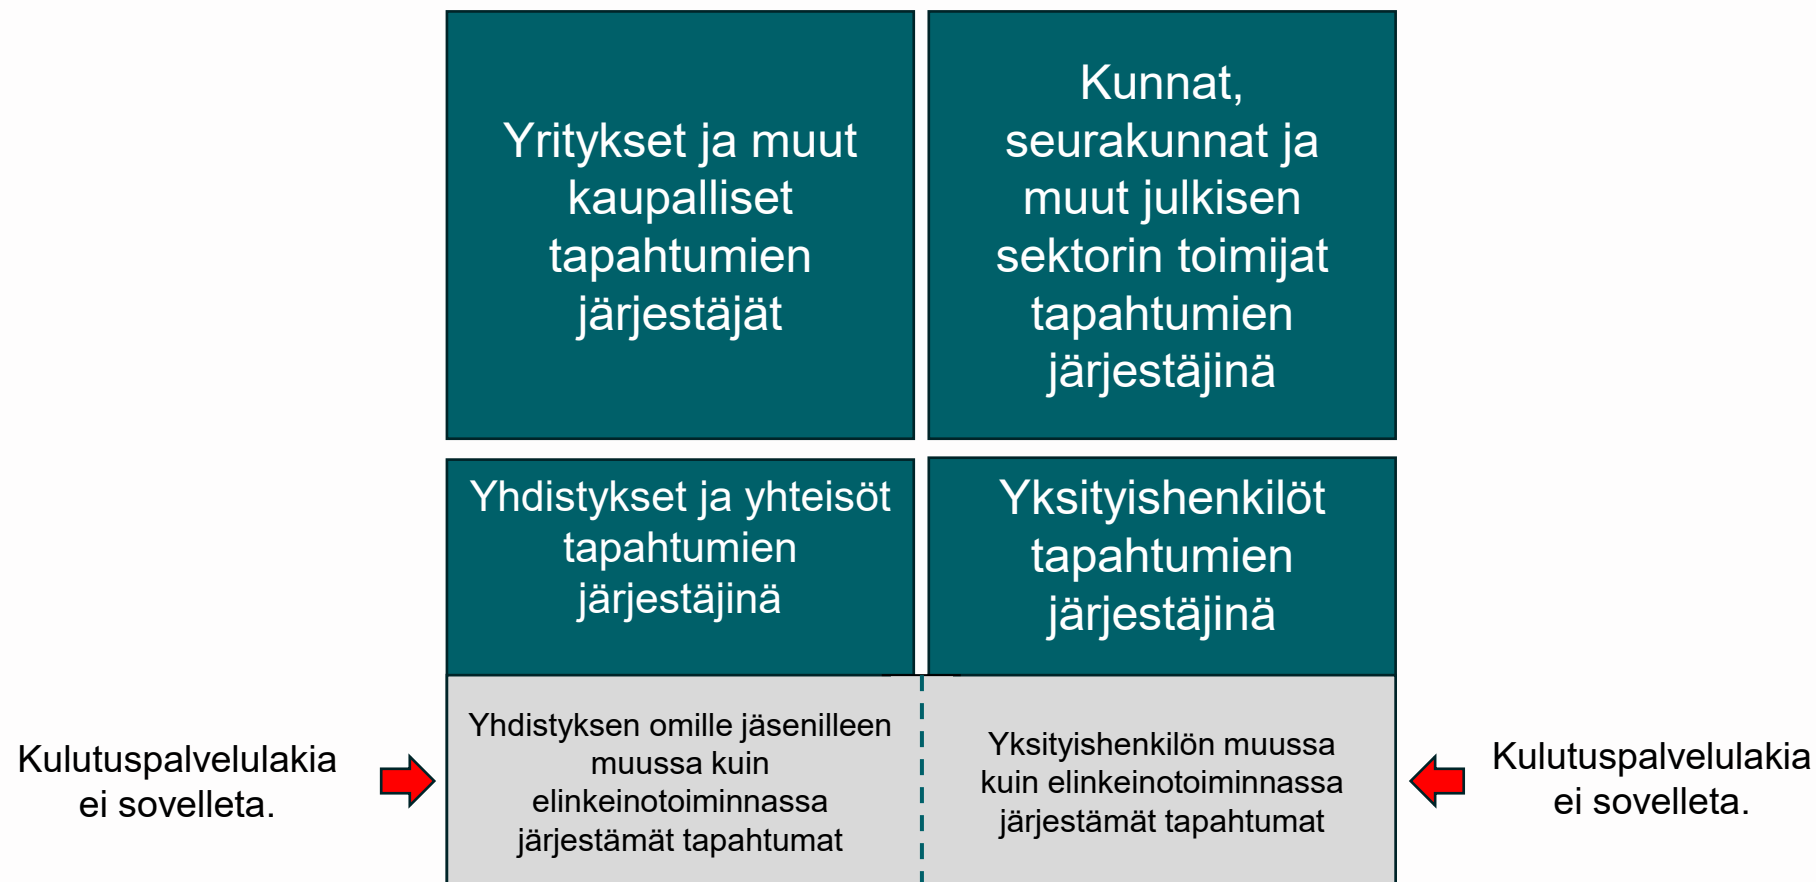 Yritykset ja muut
kaupalliset
tapahtumien
järjestäjät
Kunnat,
seurakunnat ja
muut julkisen
sektorin toimijat
tapahtumien
järjestäjinä
Yhdistykset ja yhteisöt
tapahtumien
järjestäjinä
Yksityishenkilöt
tapahtumien
järjestäjinä
Kulutuspalvelulakia
ei sovelleta.
Yhdistyksen omille jäsenilleen
muussa kuin
elinkeinotoiminnassa
järjestämät tapahtumat
Yksityishenkilön muussa
kuin elinkeinotoiminnassa
järjestämät tapahtumat
Kulutuspalvelulakia
ei sovelleta.